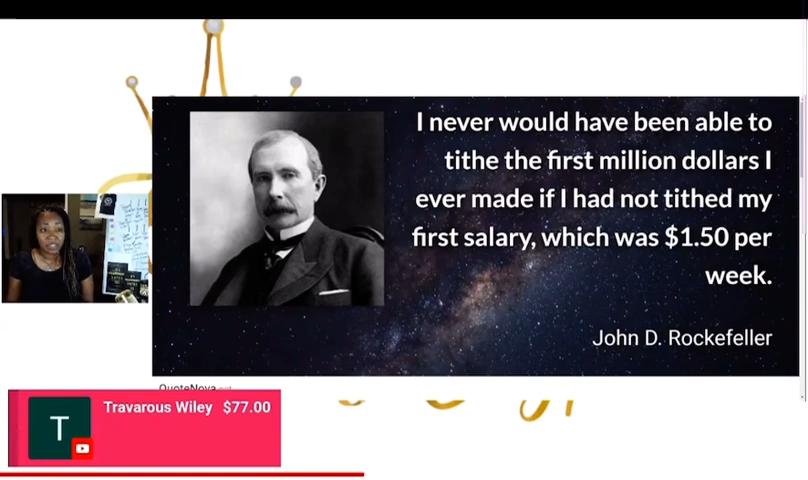 I never would have been able to
tithe the first million dollars I
ever made if I had not tithed my
first salary, which was $1.50 per
week.
John D. Rockefeller
QuoteNova
T
Travarous Wiley $77.00